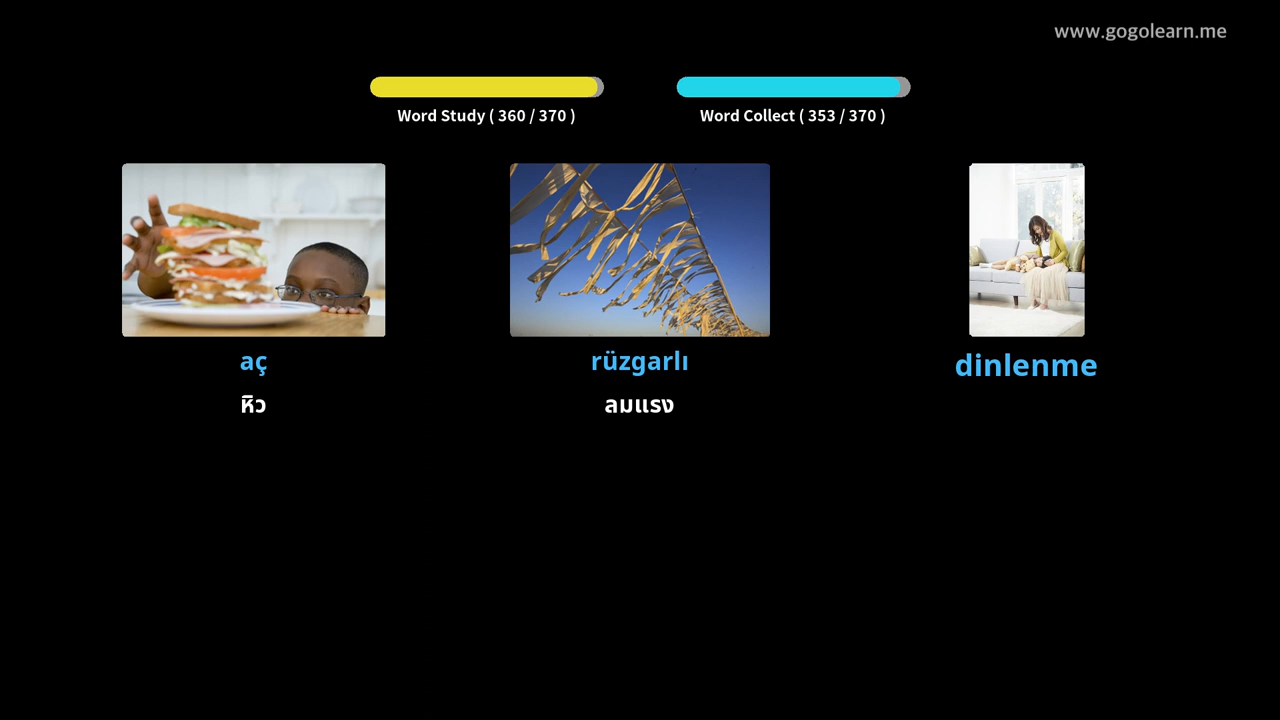 www.gogolearn.me
Word Study ( 360 / 370 )
Word Collect ( 353 / 370 )
aç
rüzgarlı
dinlenme
หิว
ลมแรง